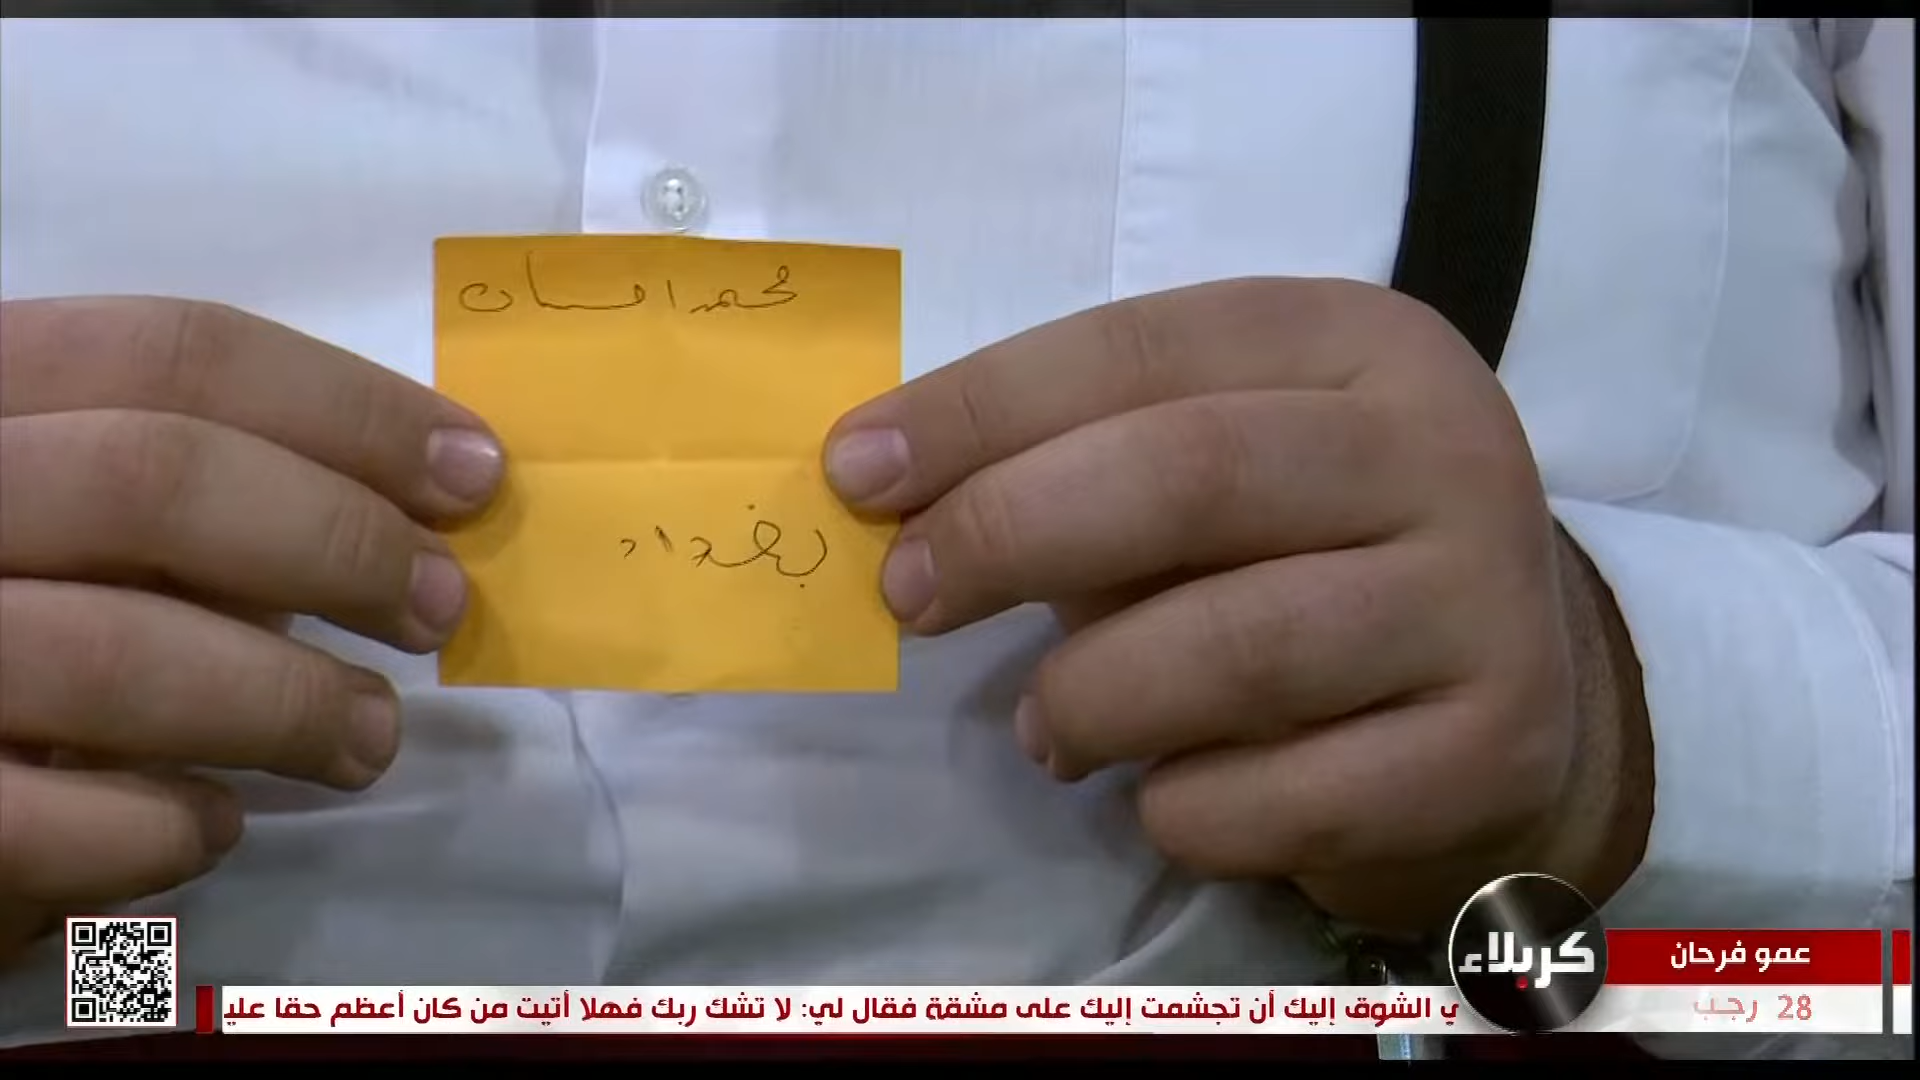 محمد احسان
بغداد
كربلاء
عمو فرحان
28 رجب
ي الشوق إليك أن تجشمت إليك على مشقة فقال لي: لا تشك ربك فهلا أتيت من كان أعظم حقا علي